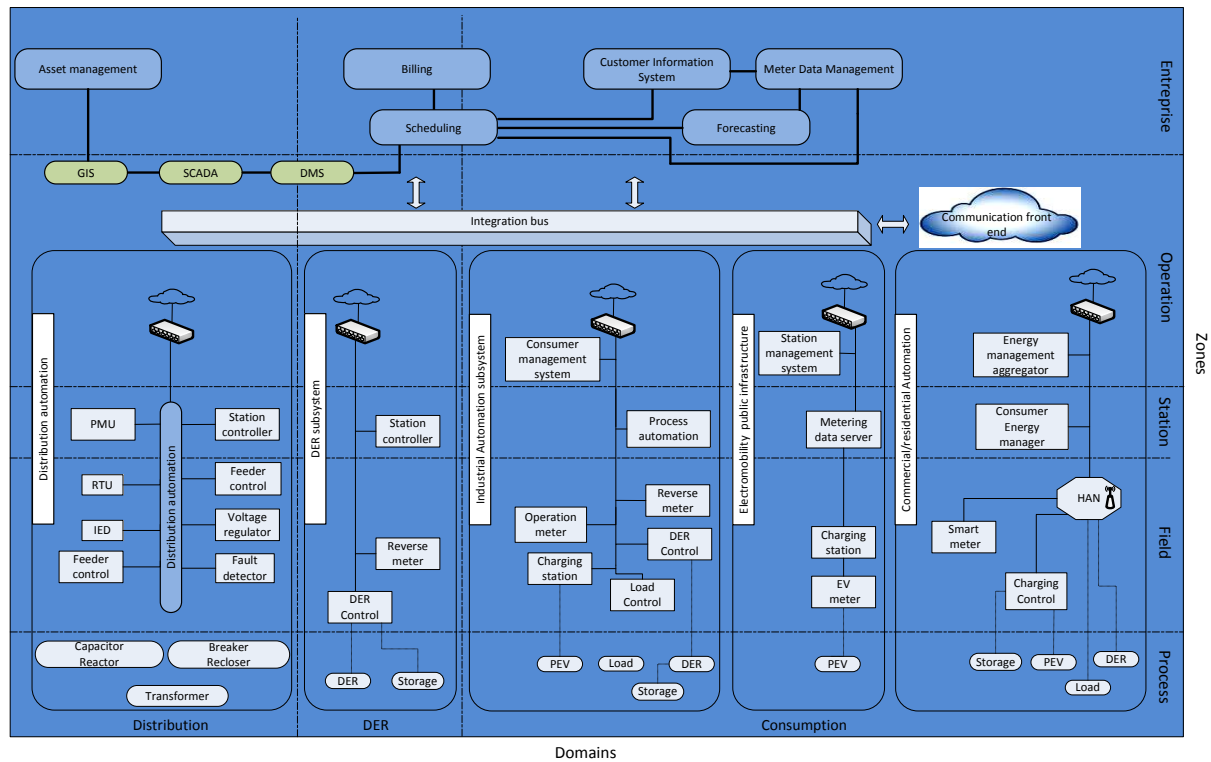 Asset management
Billing
Customer Information
System
Meter Data Management
Scheduling
Forecasting
Entreprise
GIS
SCADA
DMS
Integration bus
Communication front
end
Operation
Zones
Distribution automation
PMU
Station
controller
RTU
Feeder
control
IED
Voltage
regulator
Feeder
control
Fault
detector
Distribution automation
Capacitor
Reactor
Breaker
Recloser
Transformer
DER subsystem
Station
controller
Reverse
meter
DER
Control
DER
Storage
Industrial Automation subsystem
Consumer
management
system
Process
automation
Reverse
meter
Operation
meter
DER
Control
Charging
station
Load
Control
PEV
Load
DER
Storage
Electromobility public infrastructure
Station
management
system
Metering
data server
Charging
station
EV
meter
PEV
Commercial/residential Automation
Energy
management
aggregator
Consumer
Energy
manager
HAN
Smart
meter
Charging
Control
Storage
PEV
DER
Load
Station
Field
Process
Distribution
DER
Consumption
Domains